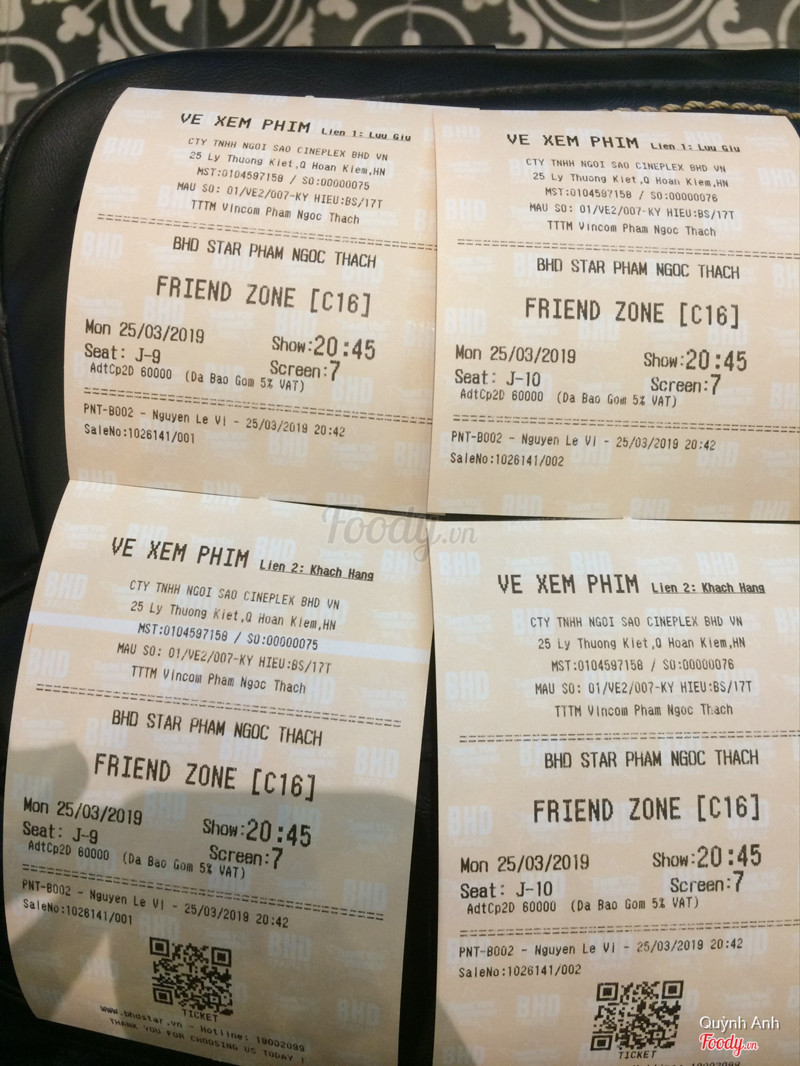 VE XEM PHIM Lien 1: Luu Giu
CTY TNHH NGOI SAO CINEPLEX BHD VN
25 Ly Thuong Kiet,Q Hoan Kiem,HN
MST:0104597158 / SO:00000075
MAU SO: 01/VE2/007-KY HIEU:BS/17T
TTTM Vincom Pham Ngoc Thach
BHD STAR PHAM NGOC THACH
FRIEND ZONE [C16]
Mon 25/03/2019 Show:20:45
Seat: J-9 Screen:7
AdtCp2D 60000 (Da Bao Gom 5% VAT)
PNT-B002 - Nguyen Le Vi - 25/03/2019 20:42
SaleNo:1026141/001
VE XEM PHIM Lien 1: Luu Giu
CTY TNHH NGOI SAO CINEPLEX BHD VN
25 Ly Thuong Kiet,Q Hoan Kiem,HN
MST:0104597158 / SO:00000076
MAU SO: 01/VE2/007-KY HIEU:BS/17T
TTTM Vincom Pham Ngoc Thach
BHD STAR PHAM NGOC THACH
FRIEND ZONE [C16]
Mon 25/03/2019 Show:20:45
Seat: J-10 Screen:7
AdtCp2D 60000 (Da Bao Gom 5% VAT)
PNT-B002 - Nguyen Le Vi - 25/03/2019 20:42
SaleNo:1026141/002
Foody.vn
VE XEM PHIM Lien 2: Khach Hang
CTY TNHH NGOI SAO CINEPLEX BHD VN
25 Ly Thuong Kiet,Q Hoan Kiem,HN
MST:0104597158 / SO:00000075
MAU SO: 01/VE2/007-KY HIEU:BS/17T
TTTM Vincom Pham Ngoc Thach
BHD STAR PHAM NGOC THACH
FRIEND ZONE [C16]
Mon 25/03/2019 Show:20:45
Seat: J-9 Screen:7
AdtCp2D 60000 (Da Bao Gom 5% VAT)
PNT-B002 - Nguyen Le Vi - 25/03/2019 20:42
SaleNo:1026141/001
TICKET
www.bhdstar.vn - Hotline: 19002099
THANK YOU FOR CHOOSING US TODAY !
VE XEM PHIM Lien 2: Khach Hang
CTY TNHH NGOI SAO CINEPLEX BHD VN
25 Ly Thuong Kiet,Q Hoan Kiem,HN
MST:0104597158 / SO:00000076
MAU SO: 01/VE2/007-KY HIEU:BS/17T
TTTM Vincom Pham Ngoc Thach
BHD STAR PHAM NGOC THACH
FRIEND ZONE [C16]
Mon 25/03/2019 Show:20:45
Seat: J-10 Screen:7
AdtCp2D 60000 (Da Bao Gom 5% VAT)
PNT-B002 - Nguyen Le Vi - 25/03/2019 20:42
SaleNo:1026141/002
TICKET
Quỳnh Anh
Foody.vn